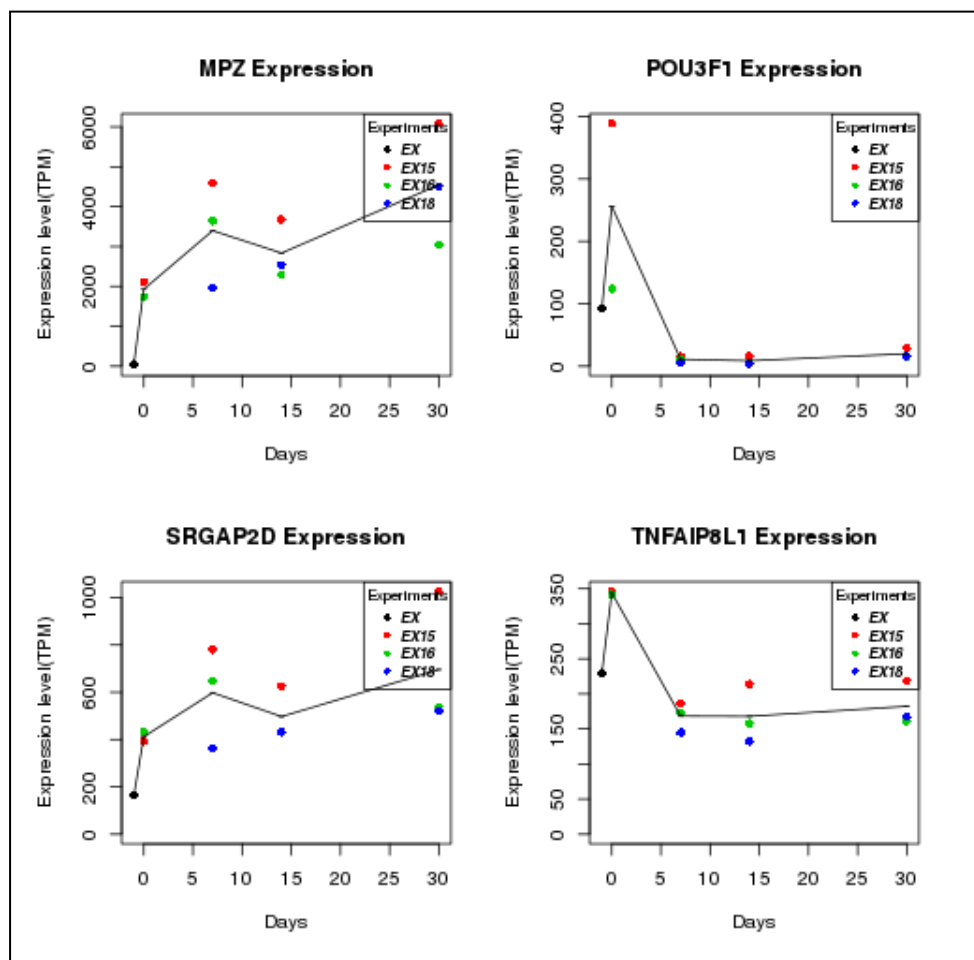 MPZ Expression
Expression level(TPM)
6000
4000
2000
0
Experiments
EX
EX15
EX16
EX18
0 5 10 15 20 25 30
Days
POU3F1 Expression
Expression level(TPM)
400
300
200
100
0
Experiments
EX
EX15
EX16
EX18
0 5 10 15 20 25 30
Days
SRGAP2D Expression
Expression level(TPM)
1000
600
200
0
Experiments
EX
EX15
EX16
EX18
0 5 10 15 20 25 30
Days
TNFAIP8L1 Expression
Expression level(TPM)
350
250
150
50
0
Experiments
EX
EX15
EX16
EX18
0 5 10 15 20 25 30
Days